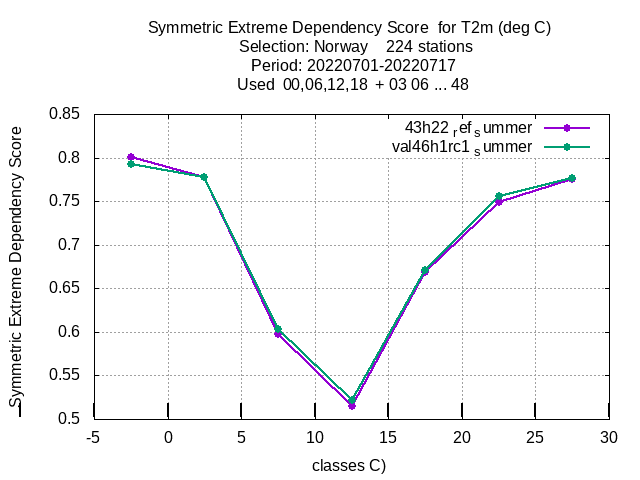 Symmetric Extreme Dependency Score for T2m (deg C)
Selection: Norway 224 stations
Period: 20220701-20220717
Used 00,06,12,18 + 03 06 ... 48
43h22 ref summer
val46h1rc1 summer
Symmetric Extreme Dependency Score
0.85
0.8
0.75
0.7
0.65
0.6
0.55
0.5
-5 0 5 10 15 20 25 30
classes C)